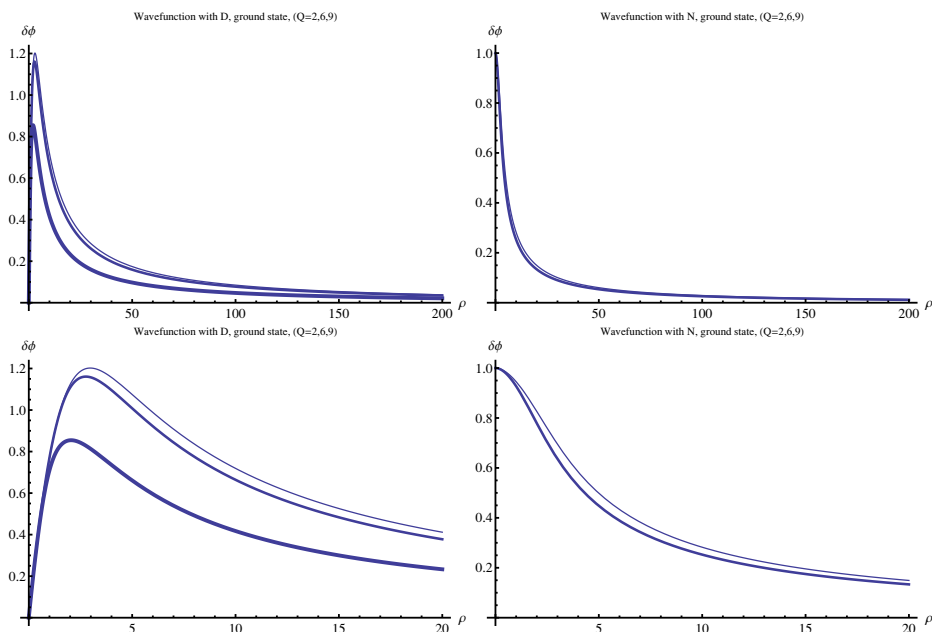 Wavefunction with D, ground state, (Q=2,6,9)
δϕ
1.2
1.0
0.8
0.6
0.4
0.2
50 100 150 200 ρ
Wavefunction with N, ground state, (Q=2,6,9)
δϕ
1.0
0.8
0.6
0.4
0.2
50 100 150 200 ρ
Wavefunction with D, ground state, (Q=2,6,9)
δϕ
1.2
1.0
0.8
0.6
0.4
0.2
5 10 15 20 ρ
Wavefunction with N, ground state, (Q=2,6,9)
δϕ
1.0
0.8
0.6
0.4
0.2
5 10 15 20 ρ